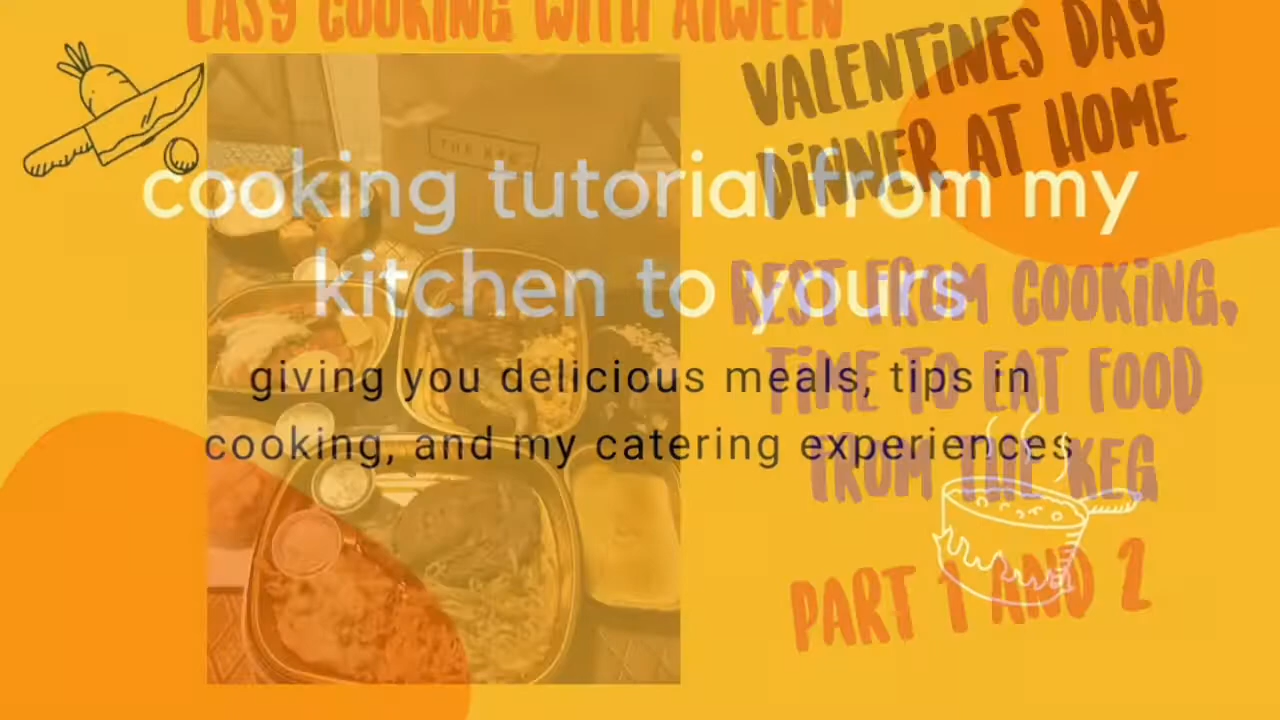 EASY COOKING WITH AIWEEN
VALENTINES DAY
DINNER AT HOME
THE KEG
cooking tutorial from my
kitchen to yours
REST FROM COOKING,
TIME TO EAT FOOD
FROM THE KEG
giving you delicious meals, tips in
cooking, and my catering experiences
PART 1 AND 2